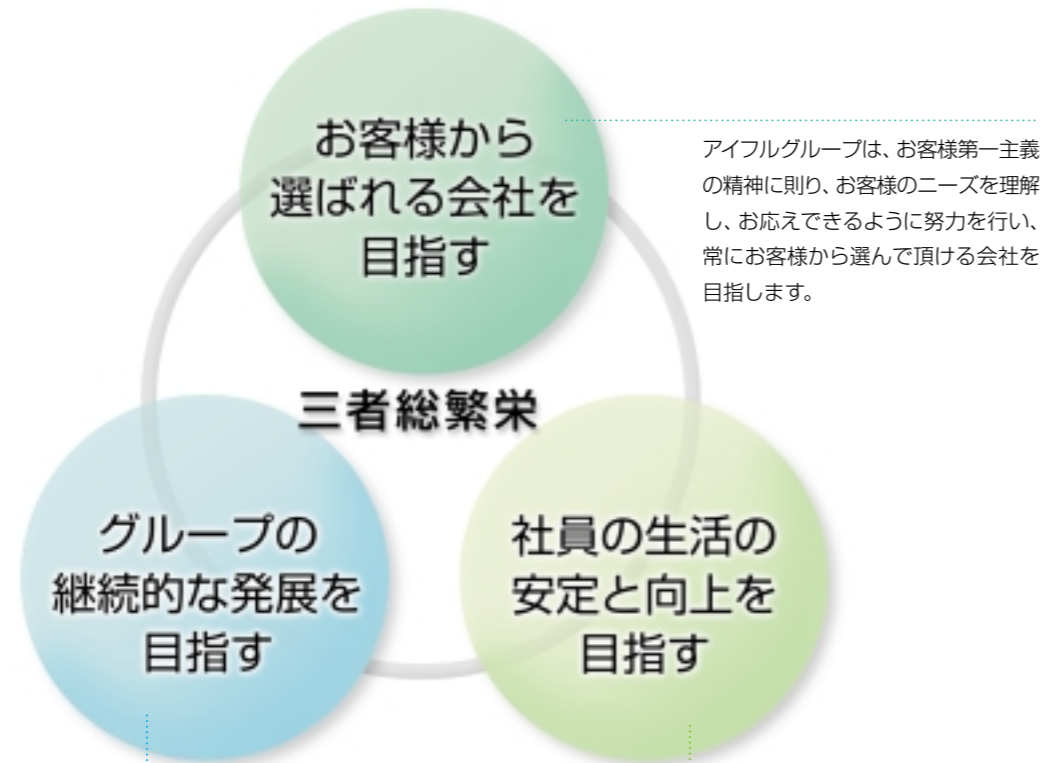 お客様から
選ばれる会社を
目指す
アイフルグループは、お客様第一主義
の精神に則り、お客様のニーズを理解
し、お応えできるように努力を行い、
常にお客様から選んで頂ける会社を
目指します。
三者総繁栄
グループの
継続的な発展を
目指す
社員の生活の
安定と向上を
目指す